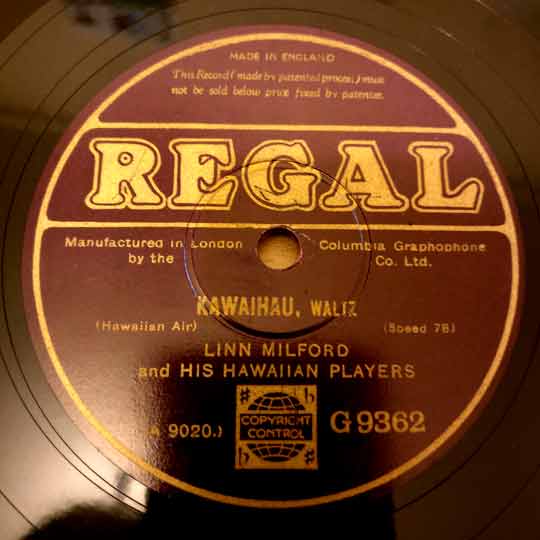 MADE IN ENGLAND
This Record (made by patented process) must
not be sold below price fixed by patentee.
REGAL
Manufactured in London Columbia Graphophone
by the Co. Ltd.
KAWAIHAU, WALTZ
(Hawaiian Air) (Speed 78)
LINN MILFORD
and HIS HAWAIIAN PLAYERS
9020.) COPYRIGHT CONTROL G 9362